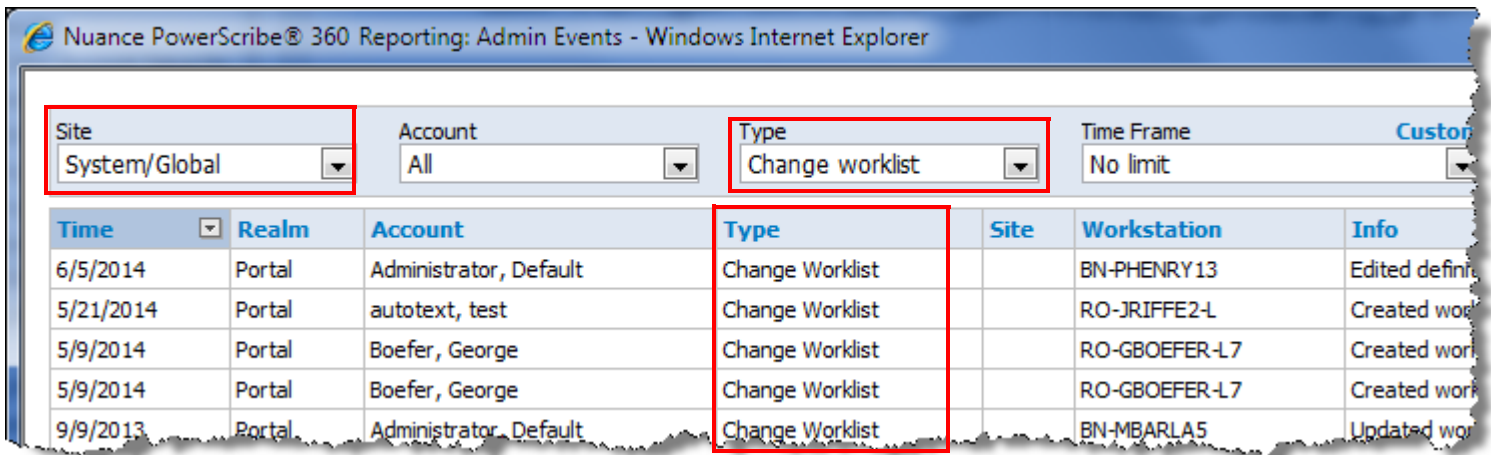 Nuance PowerScribe® 360 Reporting: Admin Events - Windows Internet Explorer
Site Account Type Time Frame
System/Global All Change worklist No limit
Time Realm Account Type Site Workstation Info
6/5/2014 Portal Administrator, Default Change Worklist BN-PHENRY13 Edited
5/21/2014 Portal autotext, test Change Worklist RO-JRIFFE2-L Created
5/9/2014 Portal Boefer, George Change Worklist RO-GBOEFER-L7 Created
5/9/2014 Portal Boefer, George Change Worklist RO-GBOEFER-L7 Created
9/9/2013 Portal Administrator, Default Change Worklist BN-MBARLA5 Updated